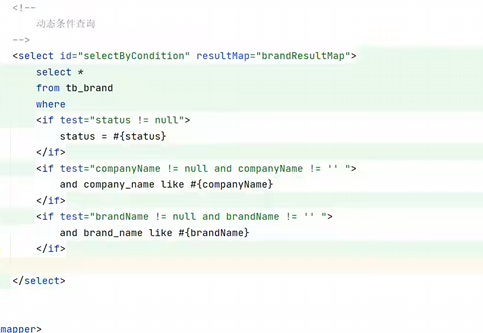 <!--
动态条件查询
-->
<select id="selectByCondition" resultMap="brandResultMap">
select *
from tb_brand
where
<if test="status != null">
status = #{status}
</if>
<if test="companyName != null and companyName != '' ">
and company_name like #{companyName}
</if>
<if test="brandName != null and brandName != '' ">
and brand_name like #{brandName}
</if>
</select>
mapper>